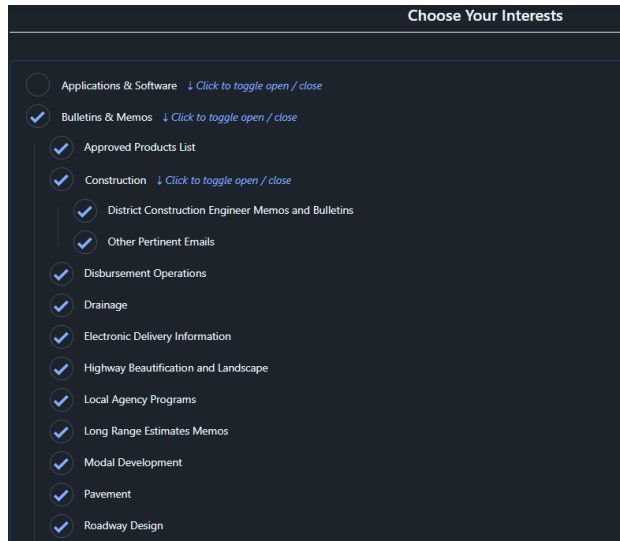 Choose Your Interests
Applications & Software ↓ Click to toggle open / close
Bulletins & Memos ↓ Click to toggle open / close
Approved Products List
Construction ↓ Click to toggle open / close
District Construction Engineer Memos and Bulletins
Other Pertinent Emails
Disbursement Operations
Drainage
Electronic Delivery Information
Highway Beautification and Landscape
Local Agency Programs
Long Range Estimates Memos
Modal Development
Pavement
Roadway Design